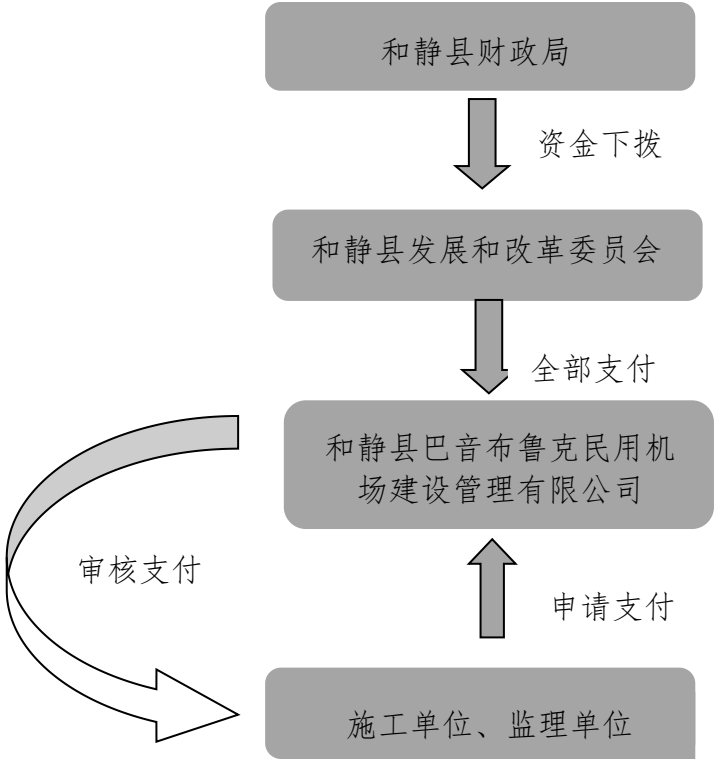 和静县财政局
资金下拨
和静县发展和改革委员会
全部支付
和静县巴音布鲁克民用机
场建设管理有限公司
审核支付
申请支付
施工单位、监理单位